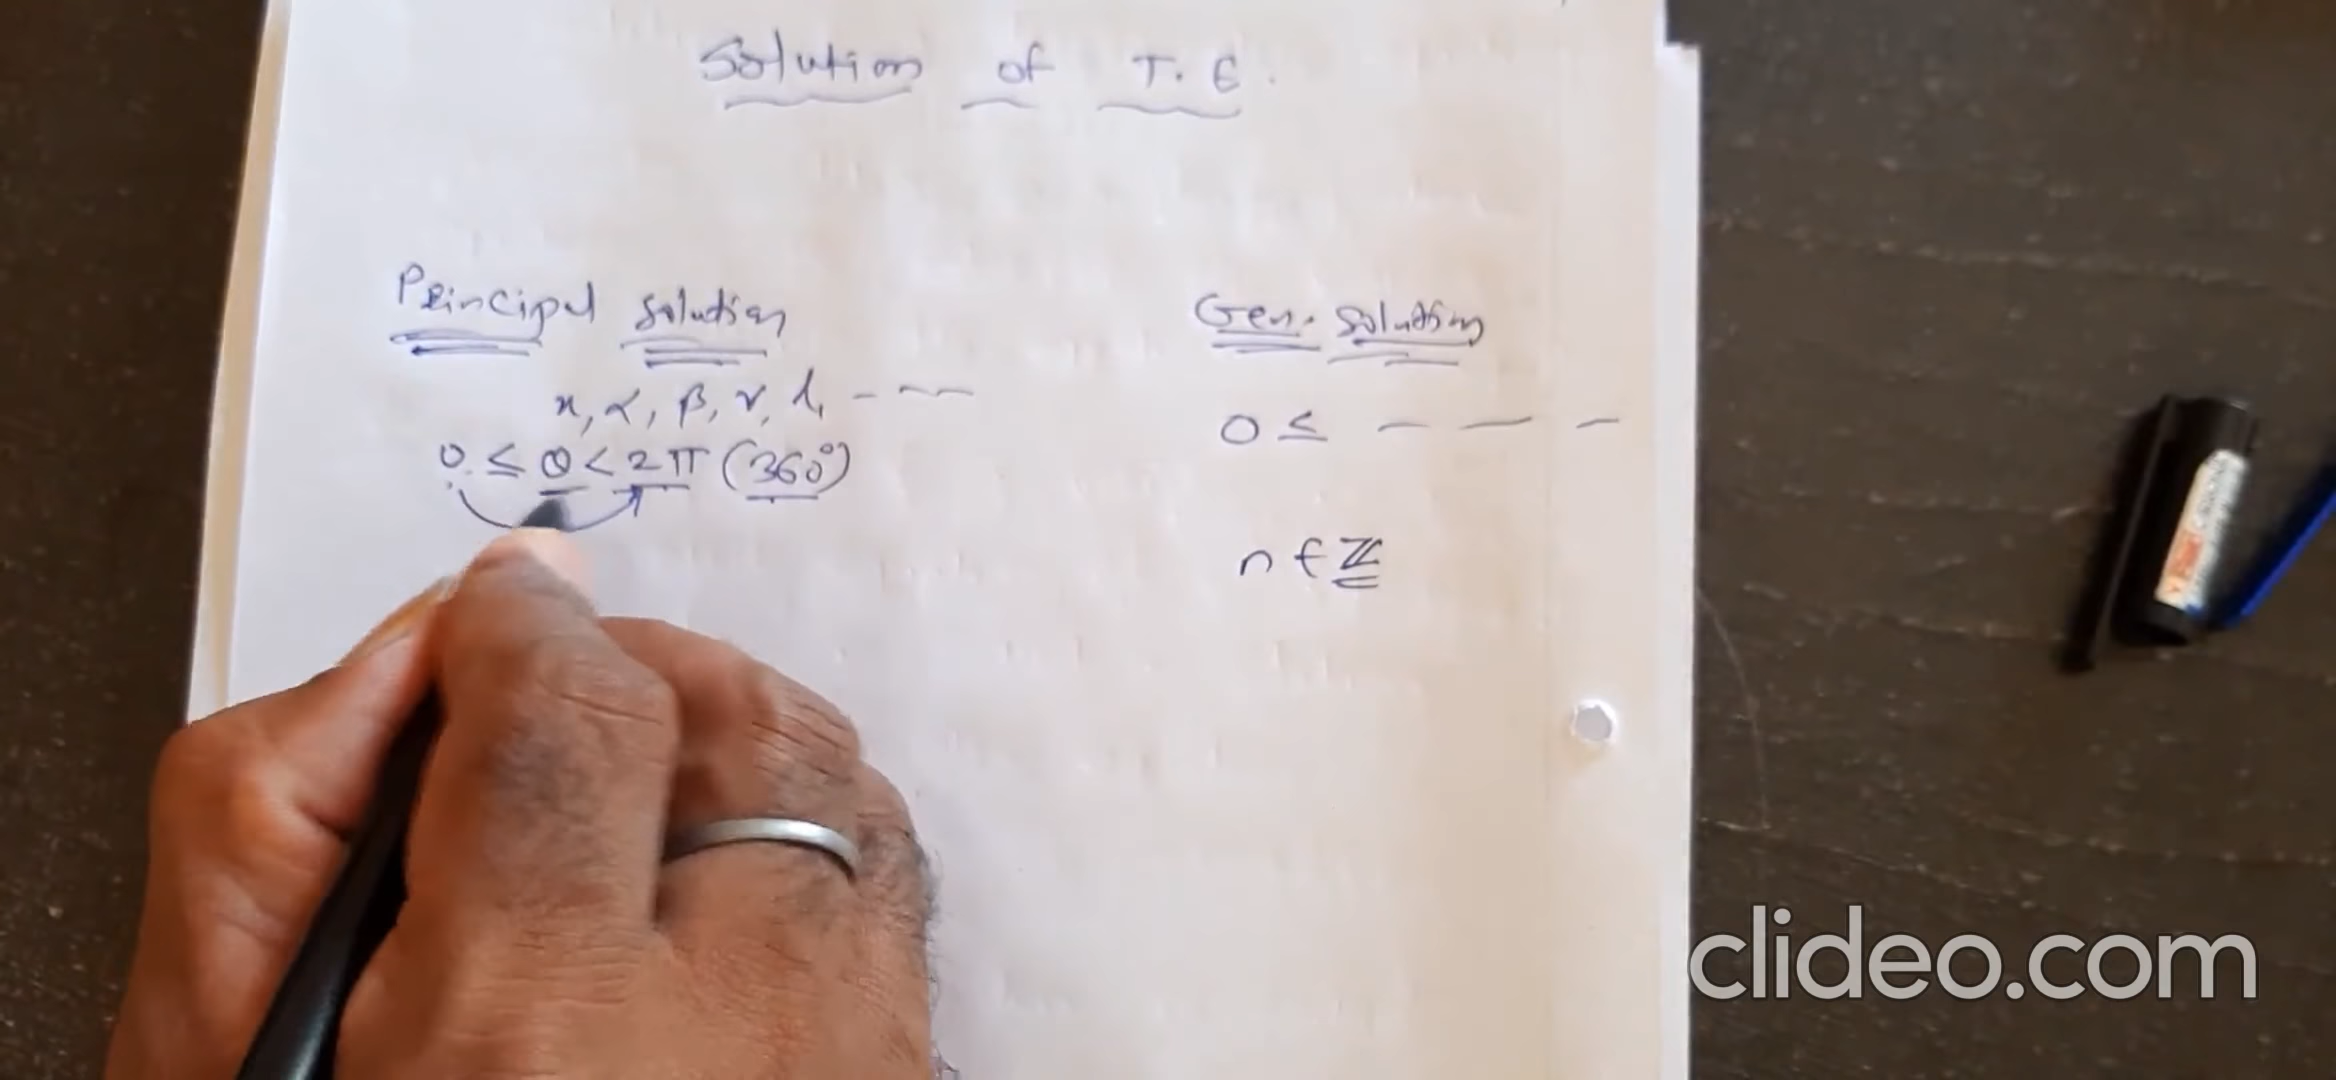 Solution of T.E.
Principal solution
x, α, β, γ, λ, - - -
0 ≤ θ < 2π (360°)
Gen. solution
0 ≤ - - -
n ∈ ℤ
clideo.com